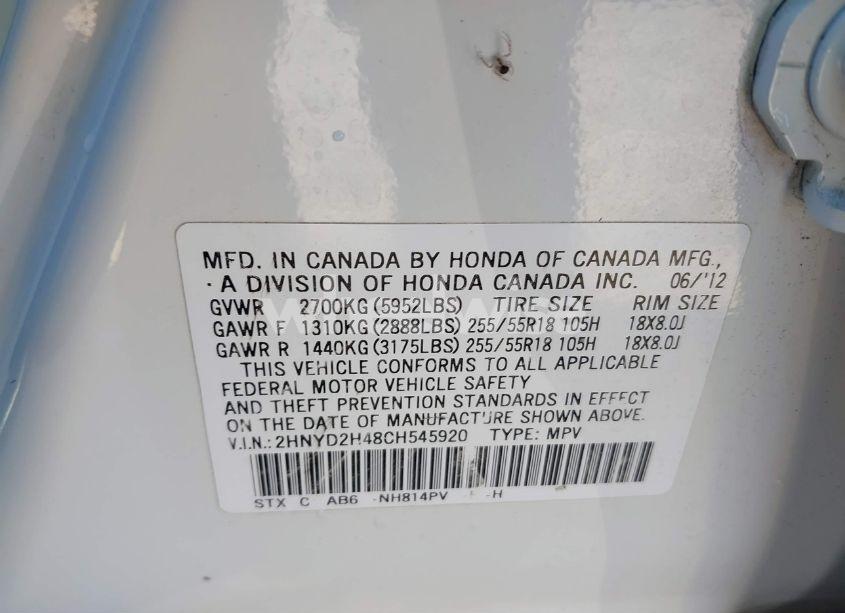 MFD. IN CANADA BY HONDA OF CANADA MFG.,
· A DIVISION OF HONDA CANADA INC. 06/'12
GVWR 2700KG (5952LBS) TIRE SIZE RIM SIZE
GAWR F 1310KG (2888LBS) 255/55R18 105H 18X8.0J
GAWR R 1440KG (3175LBS) 255/55R18 105H 18X8.0J
THIS VEHICLE CONFORMS TO ALL APPLICABLE
FEDERAL MOTOR VEHICLE SAFETY
AND THEFT PREVENTION STANDARDS IN EFFECT
ON THE DATE OF MANUFACTURE SHOWN ABOVE.
V.I.N.: 2HNYD2H48CH545920 TYPE: MPV
STX C AB6 -NH814PV - -H